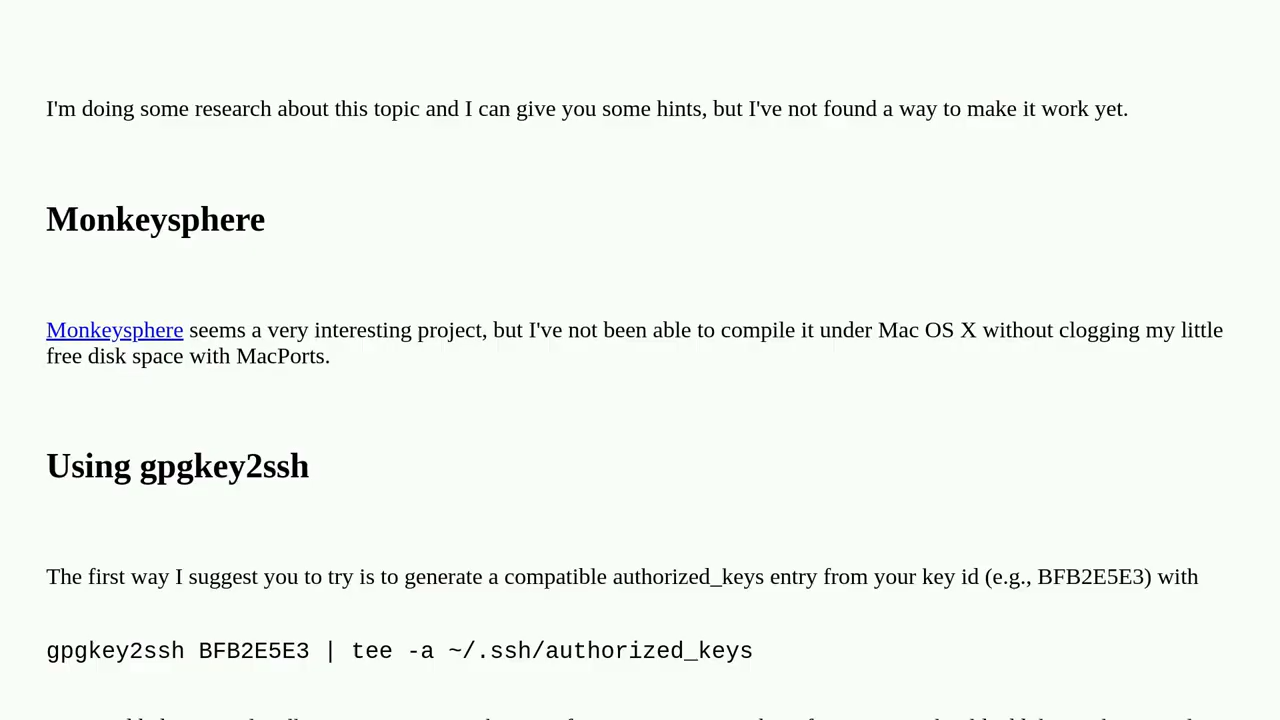 I'm doing some research about this topic and I can give you some hints, but I've not found a way to make it work yet.
Monkeysphere
Monkeysphere seems a very interesting project, but I've not been able to compile it under Mac OS X without clogging my little
free disk space with MacPorts.
Using gpgkey2ssh
The first way I suggest you to try is to generate a compatible authorized_keys entry from your key id (e.g., BFB2E5E3) with
gpgkey2ssh BFB2E5E3 | tee -a ~/.ssh/authorized_keys